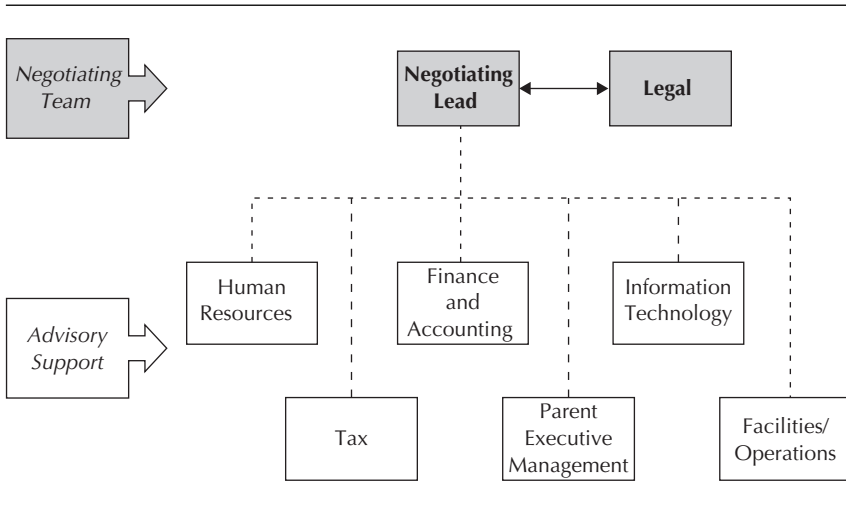 Negotiating
Team
Negotiating
Lead
Legal
Human
Resources
Finance
and
Accounting
Information
Technology
Advisory
Support
Tax
Parent
Executive
Management
Facilities/
Operations